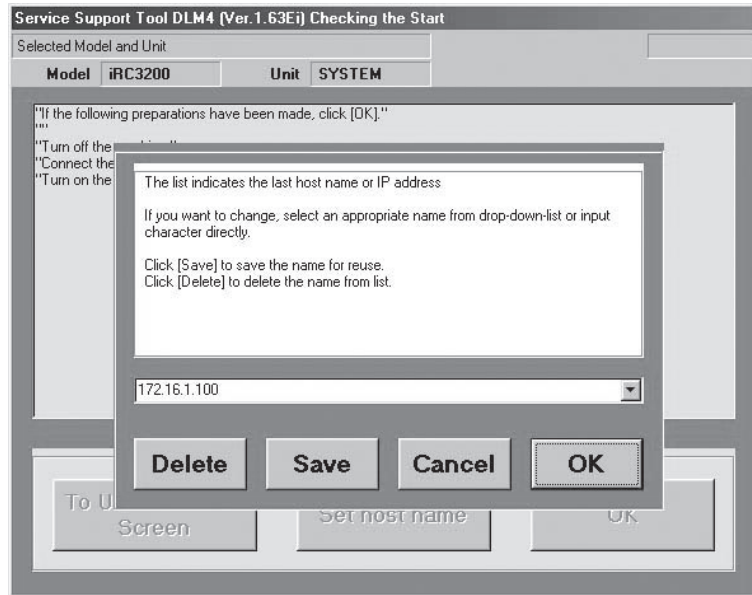 Service Support Tool DLM4 (Ver.1.63Ei) Checking the Start
Selected Model and Unit
Model iRC3200 Unit SYSTEM
"If the following preparations have been made, click [OK]."
""
"Turn off the
"Connect the
"Turn on the
The list indicates the last host name or IP address
If you want to change, select an appropriate name from drop-down-list or input
character directly.
Click [Save] to save the name for reuse.
Click [Delete] to delete the name from list.
172.16.1.100
Delete Save Cancel OK
To U
Screen
Set host name
OK